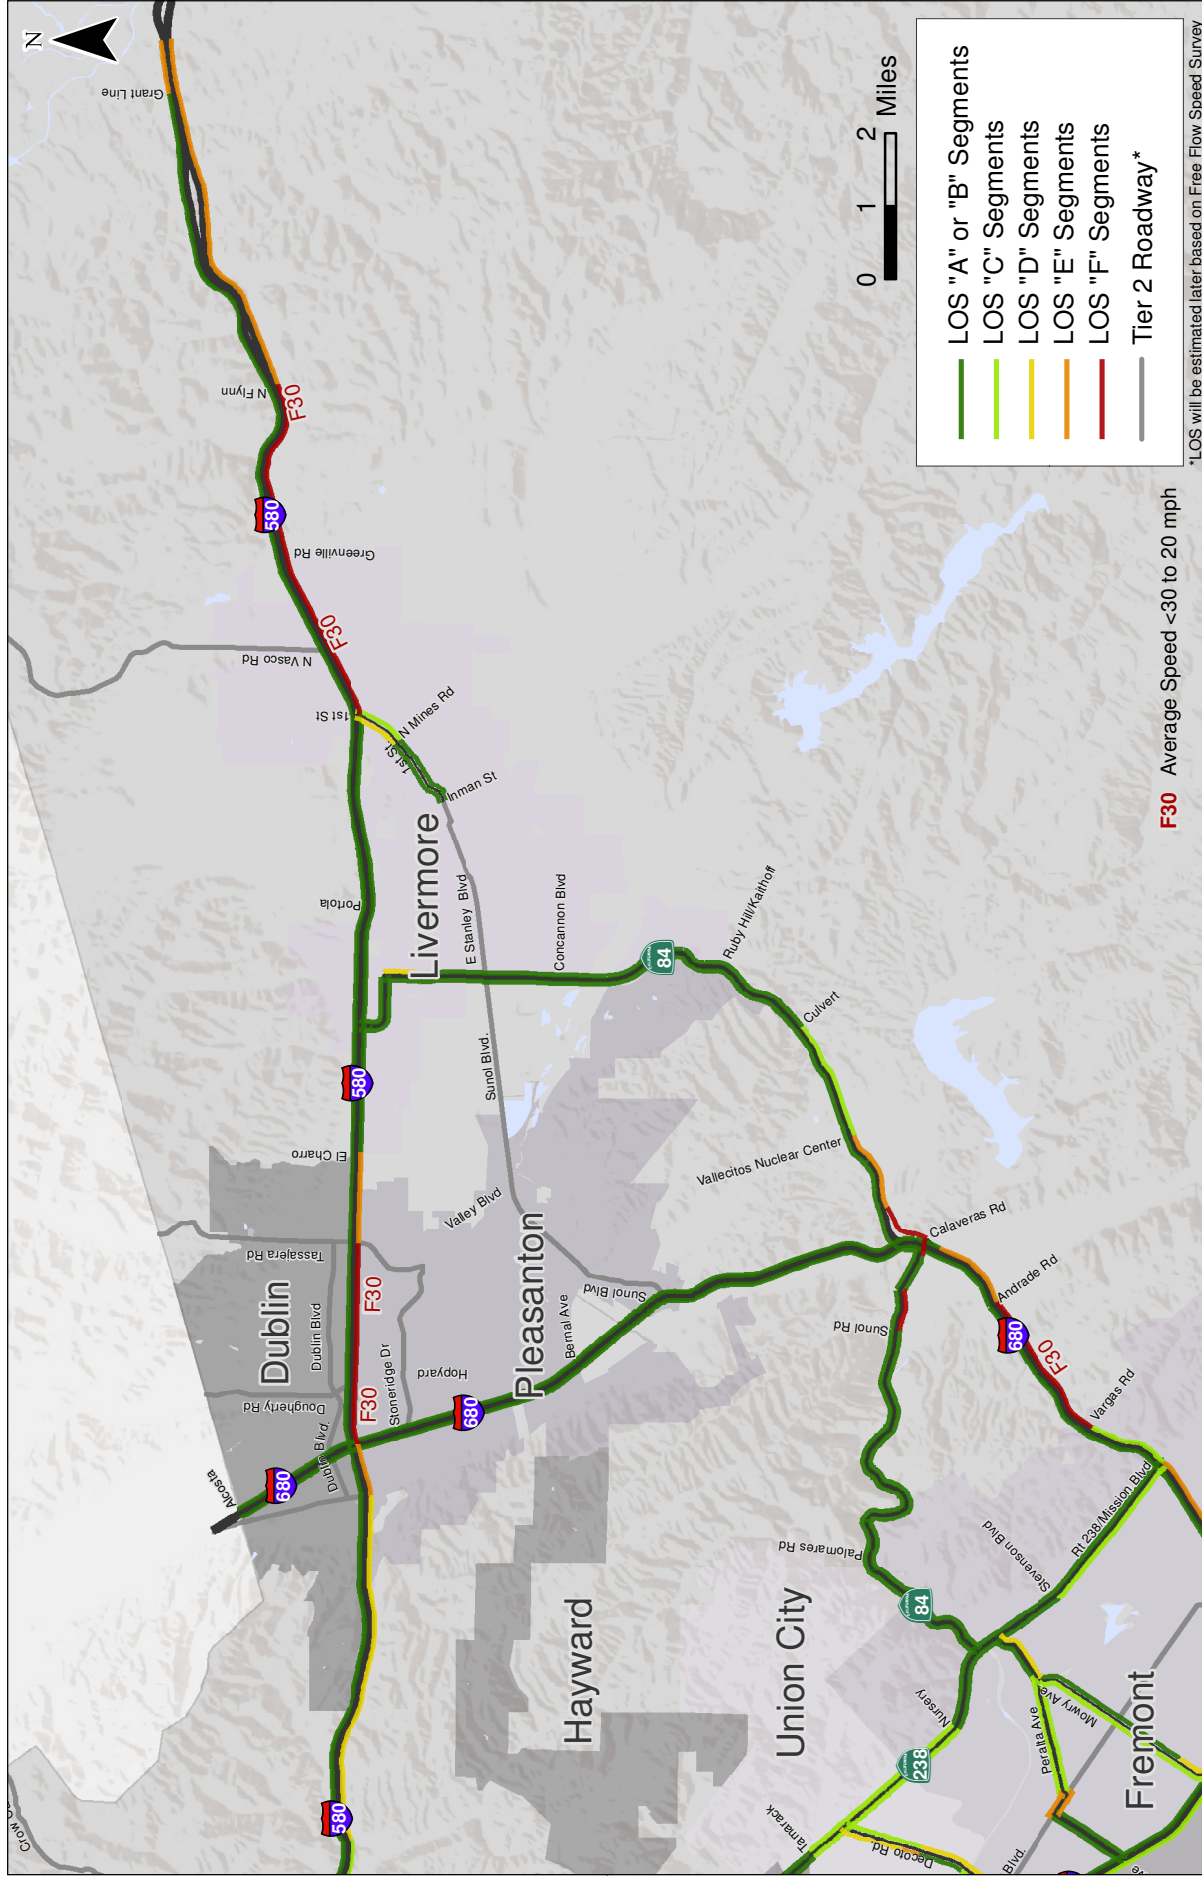 N
Grant Line
N Flynn
F30
580
Greenville Rd
F30
N Vasco Rd
1st St
1st St
N Mines Rd
Inman St
Livermore
Portola
E Stanley Blvd
Concannon Blvd
84
Ruby Hill/Kaithoff
Culvert
580
Sunol Blvd.
El Charro
Vallecitos Nuclear Center
Valley Blvd
Tassajera Rd
Calaveras Rd
Dublin
Dublin Blvd
F30
Pleasanton
Sunol Blvd
Andrade Rd
Bernal Ave
Sunol Rd
680
F30
Stoneridge Dr
Hopyard
F30
Dougherty Rd
Dublin Blvd.
680
Vargas Rd
Alcosta
680
Rt 238/Mission Blvd
Stevenson Blvd
Palomares Rd
84
Hayward
Union City
Nursery
Mowry Ave
Peralta Ave
Fremont
238
Tamarack
Decoto Rd
Blvd.
580
Crow C
0 1 2 Miles
LOS "A" or "B" Segments
LOS "C" Segments
LOS "D" Segments
LOS "E" Segments
LOS "F" Segments
Tier 2 Roadway*
*LOS will be estimated later based on Free Flow Speed Survey
F30 Average Speed <30 to 20 mph